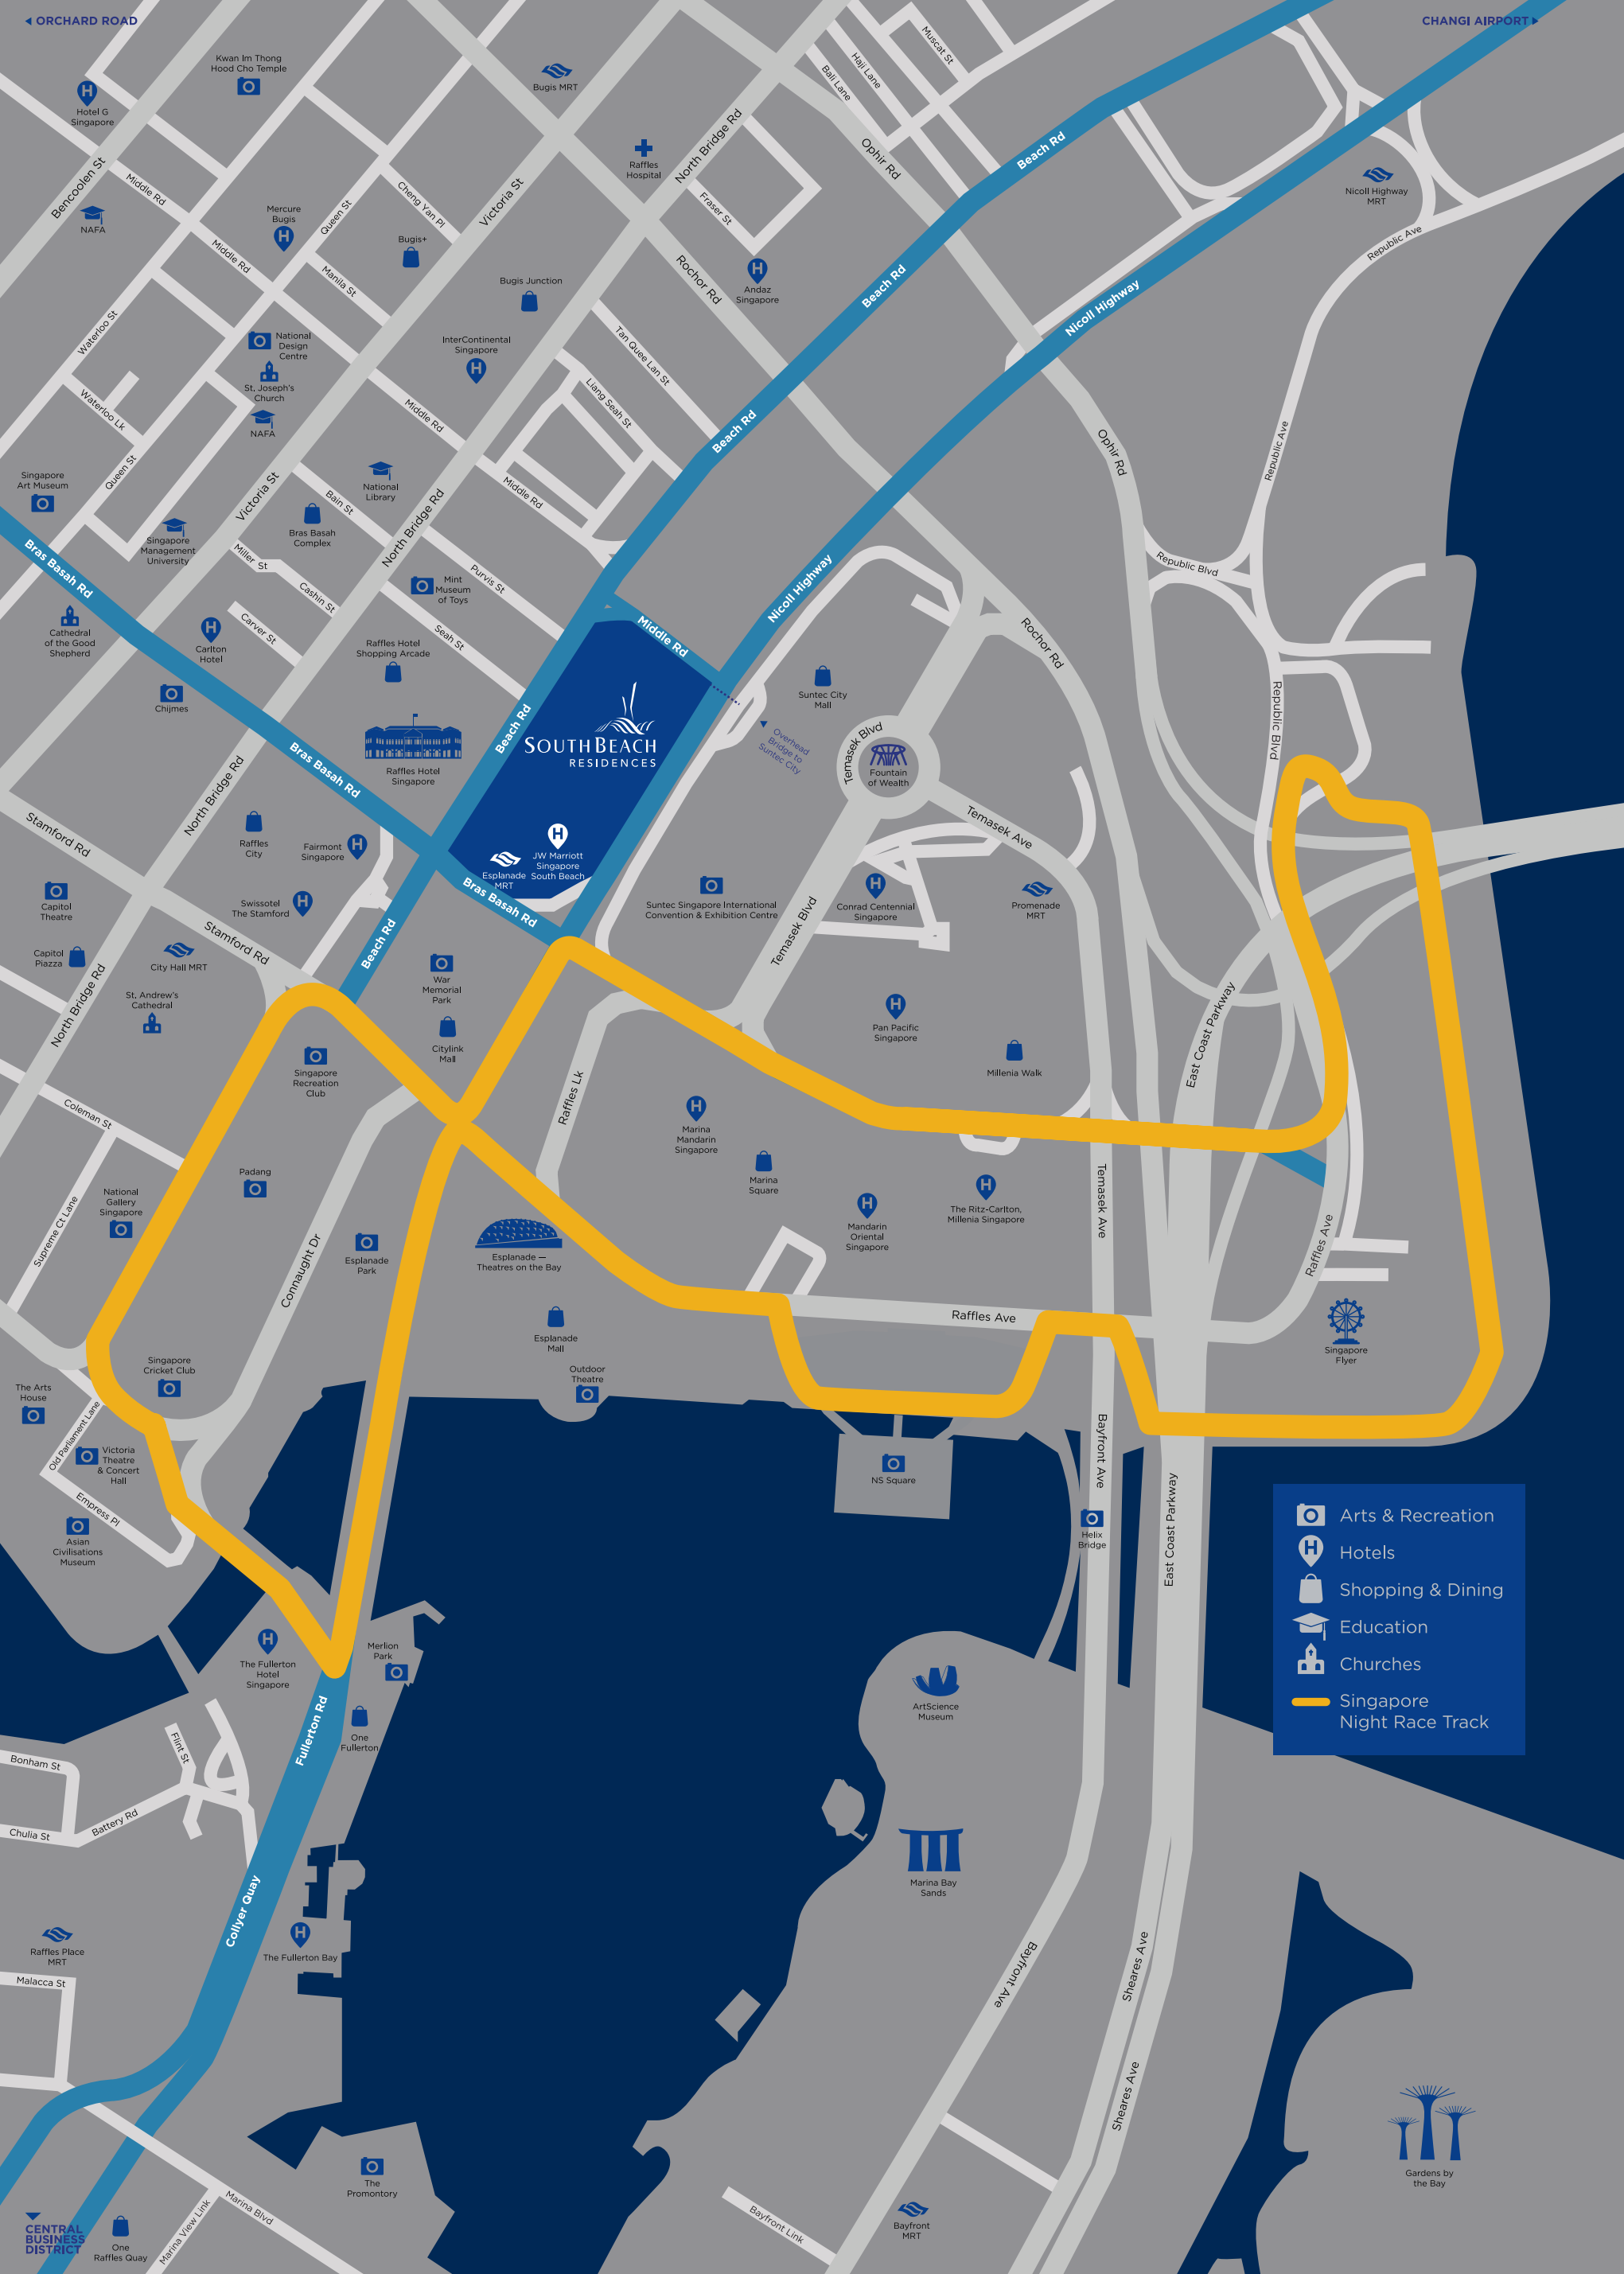 ORCHARD ROAD
CHANGI AIRPORT
Kwan Im Thong
Hood Cho Temple
Hotel G
Singapore
Bugis MRT
Muscat St
Haji Lane
Bali Lane
Bencoolen St
Middle Rd
NAFA
Mercure
Bugis
Queen St
Cheng Yan Pl
Victoria St
Raffles
Hospital
North Bridge Rd
Fraser St
Ophir Rd
Beach Rd
Nicoll Highway
MRT
Republic Ave
Middle Rd
Manila St
Bugis+
Bugis Junction
Rochor Rd
Andaz
Singapore
Beach Rd
Nicoll Highway
Waterloo St
National
Design
Centre
St. Joseph's
Church
NAFA
InterContinental
Singapore
Tan Quee Lan St
Liang Seah St
Waterloo Lk
Queen St
Middle Rd
Beach Rd
Ophir Rd
Republic Ave
Singapore
Art Museum
Victoria St
National
Library
Bain St
Middle Rd
North Bridge Rd
Singapore
Management
University
Bras Basah
Complex
Bras Basah Rd
Miller St
Cashin St
Mint
Museum
of Toys
Purvis St
Nicoll Highway
Republic Blvd
Cathedral
of the Good
Shepherd
Carlton
Hotel
Carver St
Seah St
Raffles Hotel
Shopping Arcade
Middle Rd
Rochor Rd
Chijmes
Suntec City
Mall
Republic Blvd
Beach Rd
SOUTHBEACH
RESIDENCES
Overhead
Bridge to
Suntec City
Temasek Blvd
Fountain
of Wealth
Raffles Hotel
Singapore
Bras Basah Rd
North Bridge Rd
Stamford Rd
Raffles
City
Fairmont
Singapore
Esplanade
MRT
JW Marriott
Singapore
South Beach
Temasek Ave
Capitol
Theatre
Swissotel
The Stamford
Bras Basah Rd
Suntec Singapore International
Convention & Exhibition Centre
Temasek Blvd
Conrad Centennial
Singapore
Promenade
MRT
Stamford Rd
Beach Rd
Capitol
Piazza
City Hall MRT
War
Memorial
Park
North Bridge Rd
St. Andrew's
Cathedral
Citylink
Mall
Pan Pacific
Singapore
Millenia Walk
East Coast Parkway
Singapore
Recreation
Club
Raffles Lk
Coleman St
Marina
Mandarin
Singapore
Marina
Square
Padang
National
Gallery
Singapore
Supreme Ct Lane
Connaught Dr
Esplanade
Park
Esplanade —
Theatres on the Bay
Mandarin
Oriental
Singapore
The Ritz-Carlton,
Millenia Singapore
Temasek Ave
Raffles Ave
Raffles Ave
Singapore
Flyer
Esplanade
Mall
Outdoor
Theatre
Singapore
Cricket Club
The Arts
House
Old Parliament Lane
Victoria
Theatre
& Concert
Hall
Empress Pl
Asian
Civilisations
Museum
NS Square
Bayfront Ave
Helix
Bridge
East Coast Parkway
Arts & Recreation
Hotels
Shopping & Dining
Education
Churches
Singapore
Night Race Track
The Fullerton
Hotel
Singapore
Merlion
Park
Fullerton Rd
One
Fullerton
ArtScience
Museum
Flint St
Bonham St
Battery Rd
Chulia St
Marina Bay
Sands
Collyer Quay
Raffles Place
MRT
The Fullerton Bay
Malacca St
Bayfront Ave
Sheares Ave
Sheares Ave
Gardens by
the Bay
The
Promontory
Marina Blvd
Marina View Link
Bayfront Link
Bayfront
MRT
CENTRAL
BUSINESS
DISTRICT
One
Raffles Quay